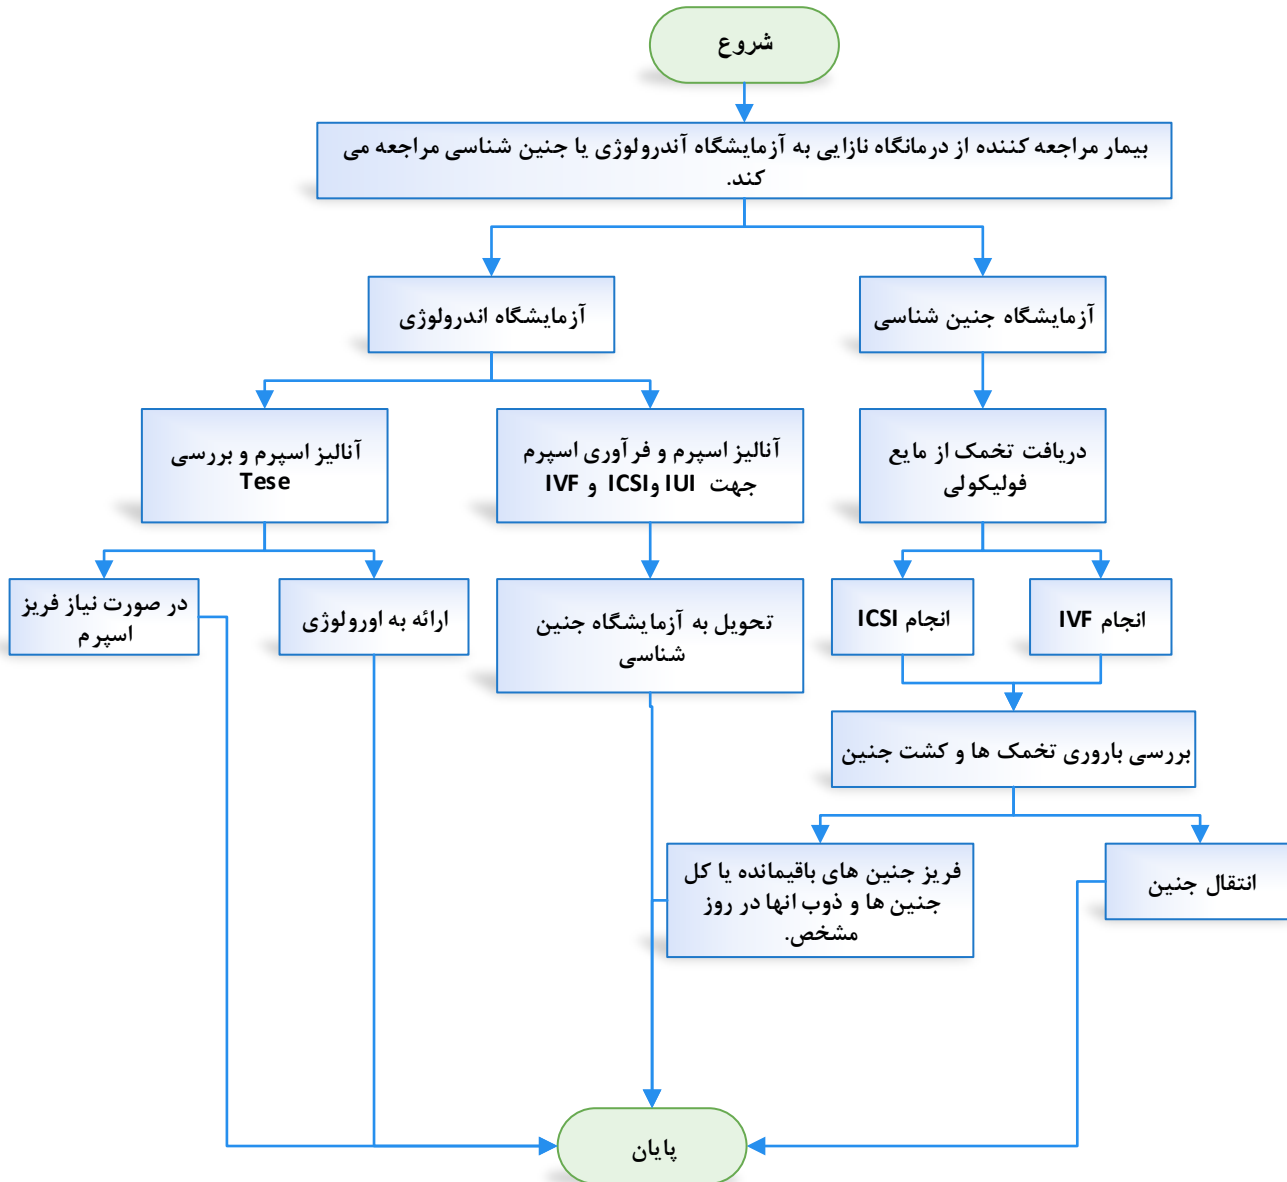 شروع
بیمار مراجعه کننده از درمانگاه نازایی به آزمایشگاه آندرولوژی یا جنین شناسی مراجعه می
کند.
آزمایشگاه جنین شناسی
آزمایشگاه اندرولوژی
دریافت تخمک از مایع
فولیکولی
آنالیز اسپرم و فرآوری اسپرم
جهت IUI وICSI و IVF
آنالیز اسپرم و بررسی
Tese
انجام IVF
انجام ICSI
تحویل به آزمایشگاه جنین
شناسی
ارائه به اورولوژی
در صورت نیاز فریز
اسپرم
بررسی باروری تخمک ها و کشت جنین
انتقال جنین
فریز جنین های باقیمانده یا کل
جنین ها و ذوب انها در روز
مشخص.
پایان